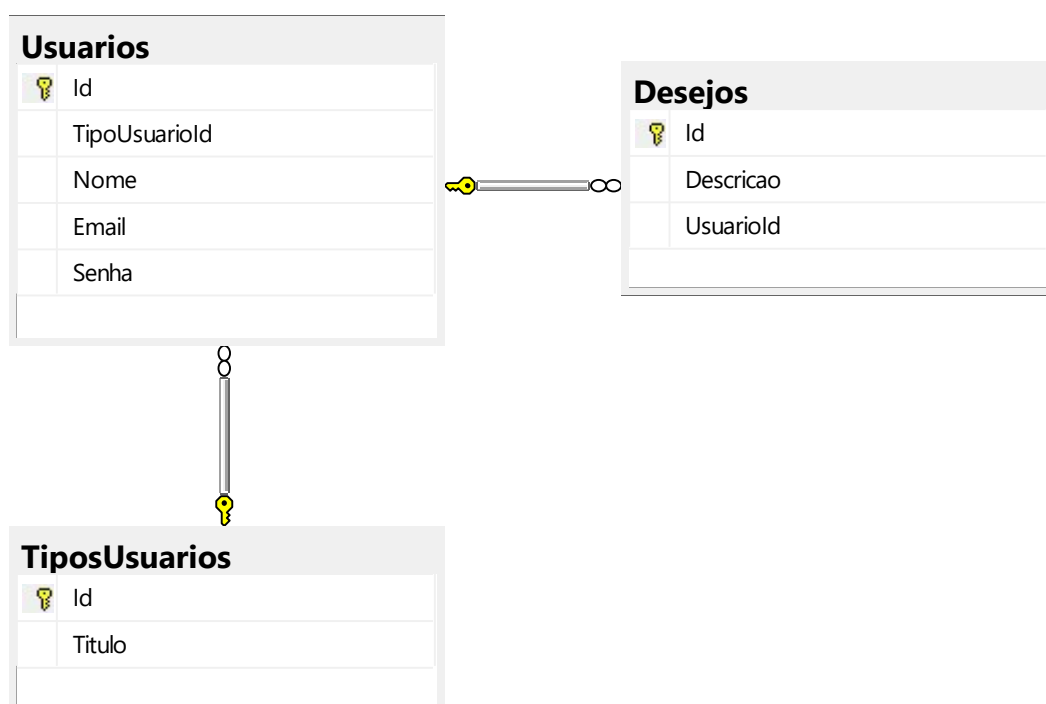 Usuarios
Id
TipoUsuarioId
Nome
Email
Senha
Desejos
Id
Descricao
UsuarioId
TiposUsuarios
Id
Titulo